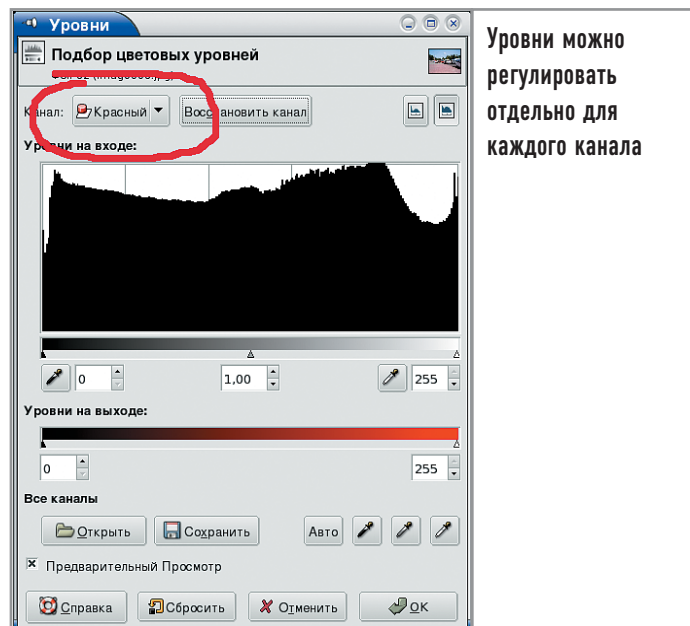 Уровни
Подбор цветовых уровней
Канал: Красный Восстановить канал
Уровни на входе:
0 1,00 255
Уровни на выходе:
0 255
Все каналы
Открыть Сохранить Авто
Предварительный Просмотр
Справка Сбросить Отменить OK
Уровни можно
регулировать
отдельно для
каждого канала